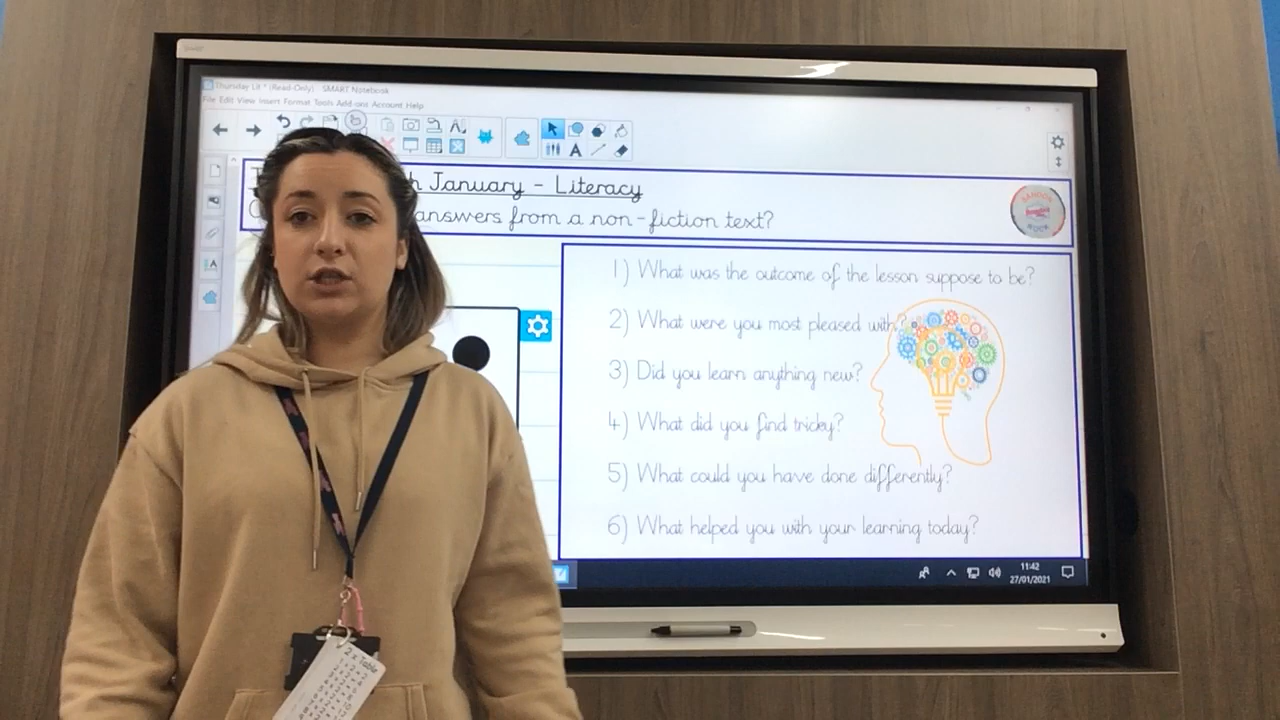 Thursday Lit * (Read-Only) SMART Notebook
File Edit View Insert Format Tools Add-ons Account Help
January - Literacy
answers from a non-fiction text?
1) What was the outcome of the lesson suppose to be?
2) What were you most pleased with?
3) Did you learn anything new?
4) What did you find tricky?
5) What could you have done differently?
6) What helped you with your learning today?
11:42
27/01/2021
2 x Table